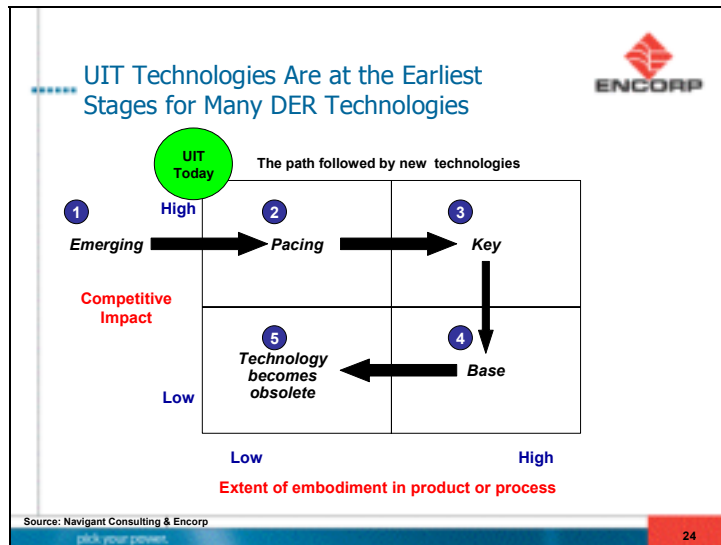 UIT Technologies Are at the Earliest
Stages for Many DER Technologies
ENCORP
UIT
Today
The path followed by new technologies
High
1
2
3
Emerging
Pacing
Key
Competitive
Impact
5
4
Technology
becomes
obsolete
Base
Low
Low
High
Extent of embodiment in product or process
Source: Navigant Consulting & Encorp
pick your power.
24